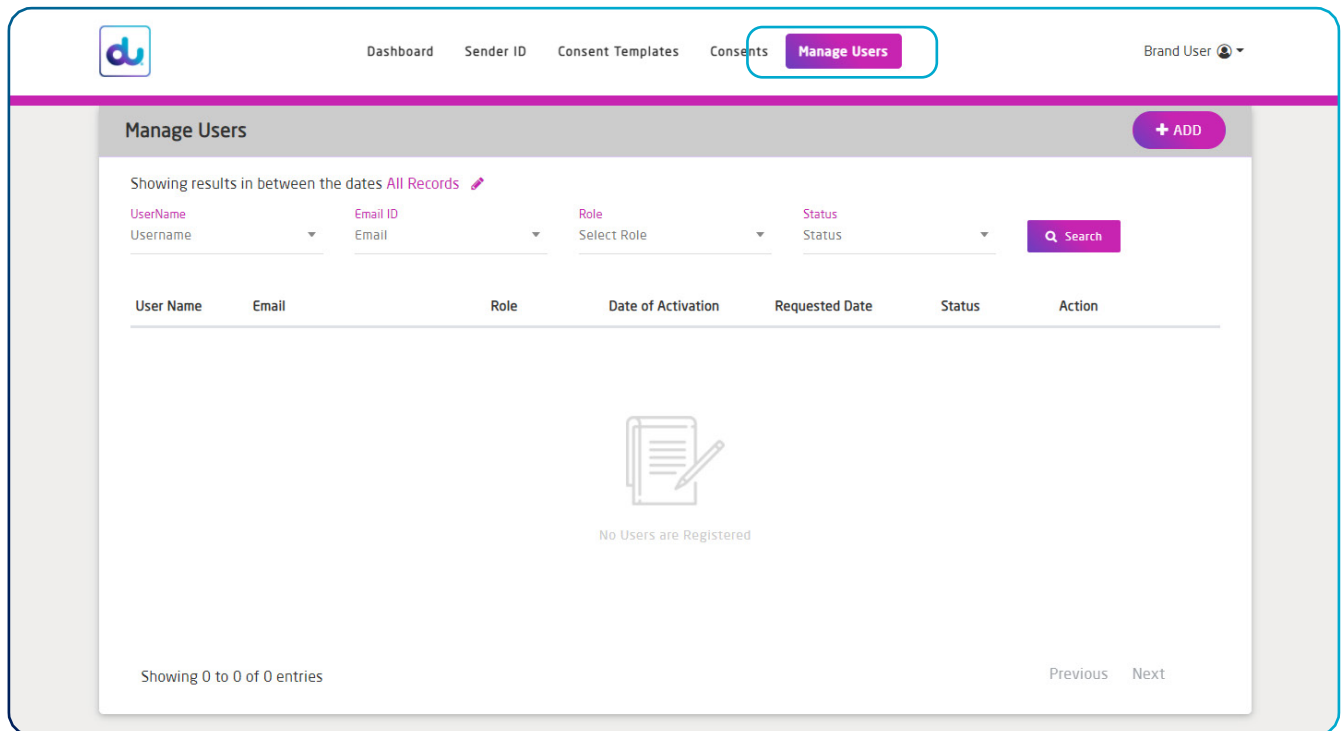 du
Dashboard Sender ID Consent Templates Consents Manage Users Brand User
Manage Users + ADD
Showing results in between the dates All Records
UserName Email ID Role Status
Username Email Select Role Status Search
User Name Email Role Date of Activation Requested Date Status Action
No Users are Registered
Showing 0 to 0 of 0 entries Previous Next